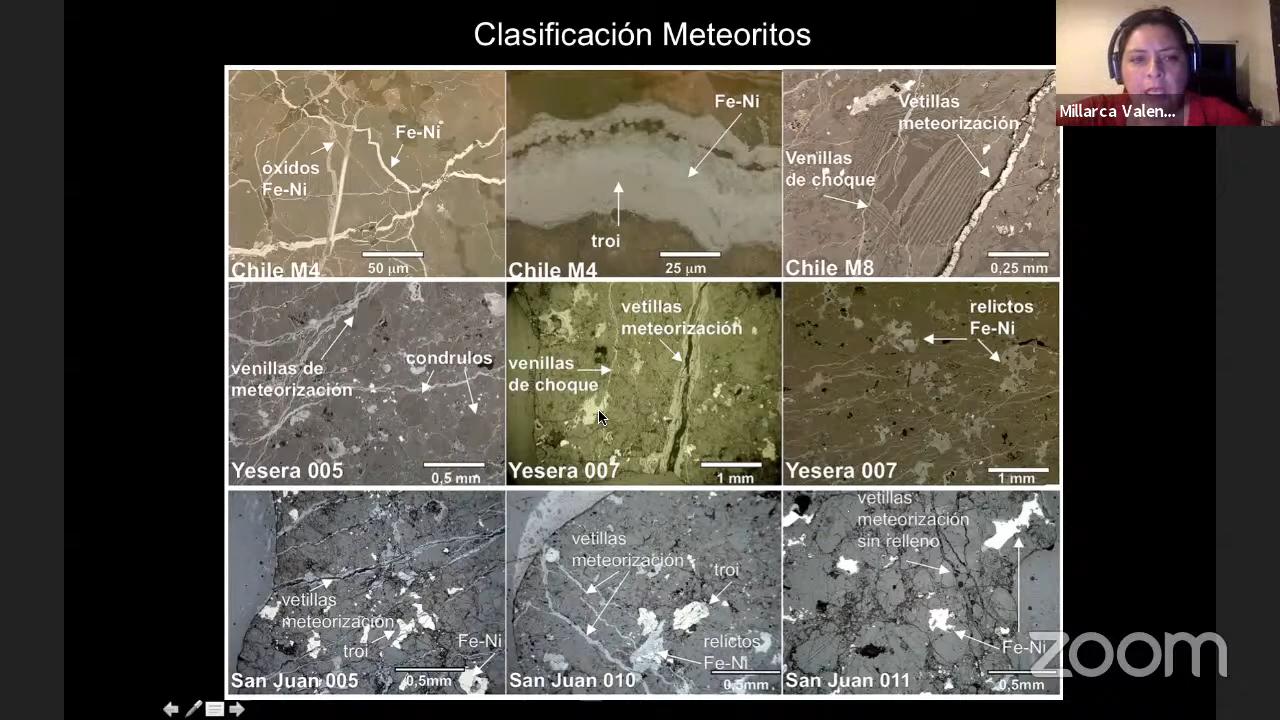 Clasificación Meteoritos
Millarca Valen...
Fe-Ni
óxidos
Fe-Ni
50 µm
Chile M4
Fe-Ni
troi
25 µm
Chile M4
Vetillas
meteorización
Venillas
de choque
0,25 mm
Chile M8
venillas de
meteorización
condrulos
0,5 mm
Yesera 005
vetillas
meteorización
venillas
de choque
1 mm
Yesera 007
relictos
Fe-Ni
1 mm
Yesera 007
vetillas
meteorización
troi
Fe-Ni
0,5mm
San Juan 005
vetillas
meteorización
troi
relictos
Fe-Ni
0,5mm
San Juan 010
vetillas
meteorización
sin relleno
Fe-Ni
0,5mm
San Juan 011
zoom